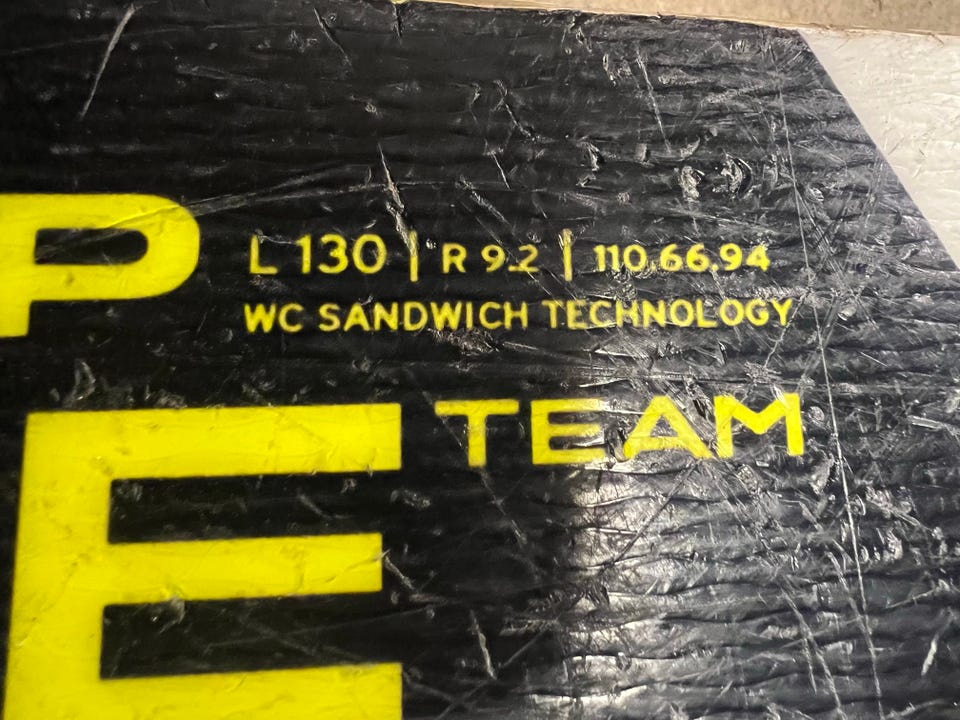 P
L 130 | R 9.2 | 110.66.94
WC SANDWICH TECHNOLOGY
E TEAM